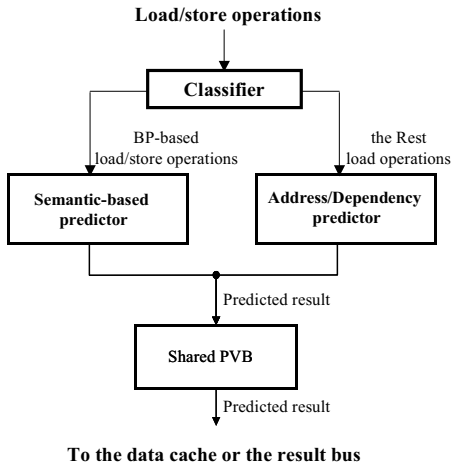 Load/store operations
Classifier
BP-based
load/store operations
the Rest
load operations
Semantic-based
predictor
Address/Dependency
predictor
Predicted result
Shared PVB
Predicted result
To the data cache or the result bus